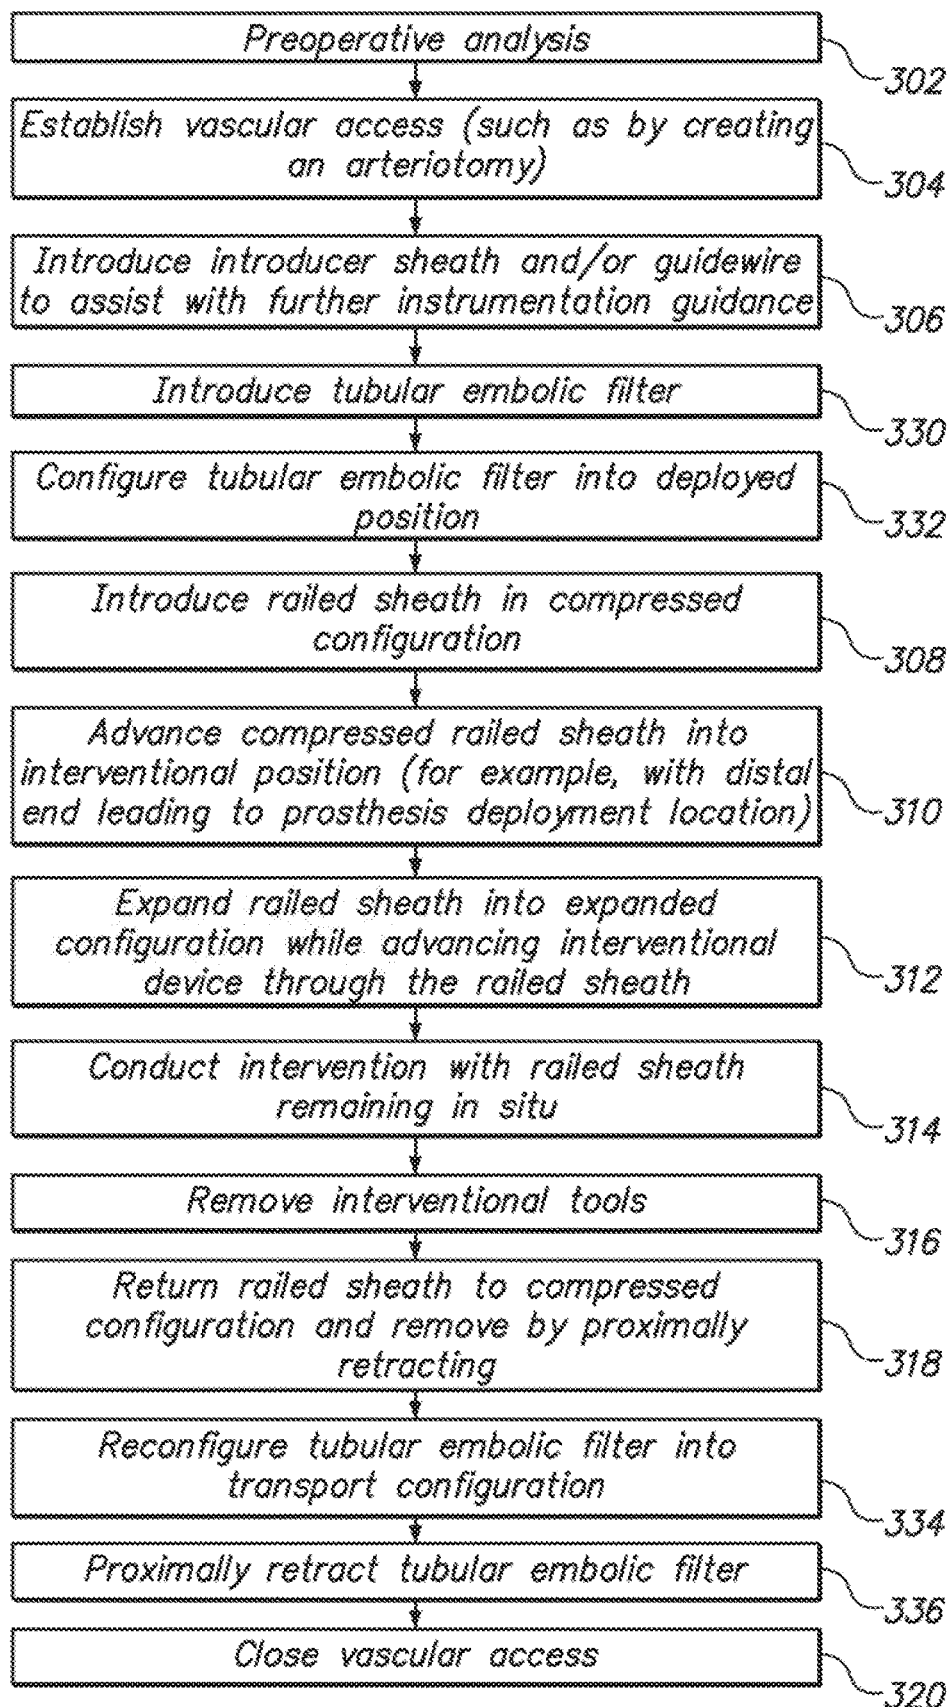 Preoperative analysis
302
Establish vascular access (such as by creating
an arteriotomy)
304
Introduce introducer sheath and/or guidewire
to assist with further instrumentation guidance
306
Introduce tubular embolic filter
330
Configure tubular embolic filter into deployed
position
332
Introduce railed sheath in compressed
configuration
308
Advance compressed railed sheath into
interventional position (for example, with distal
end leading to prosthesis deployment location)
310
Expand railed sheath into expanded
configuration while advancing interventional
device through the railed sheath
312
Conduct intervention with railed sheath
remaining in situ
314
Remove interventional tools
316
Return railed sheath to compressed
configuration and remove by proximally
retracting
318
Reconfigure tubular embolic filter into
transport configuration
334
Proximally retract tubular embolic filter
336
Close vascular access
320